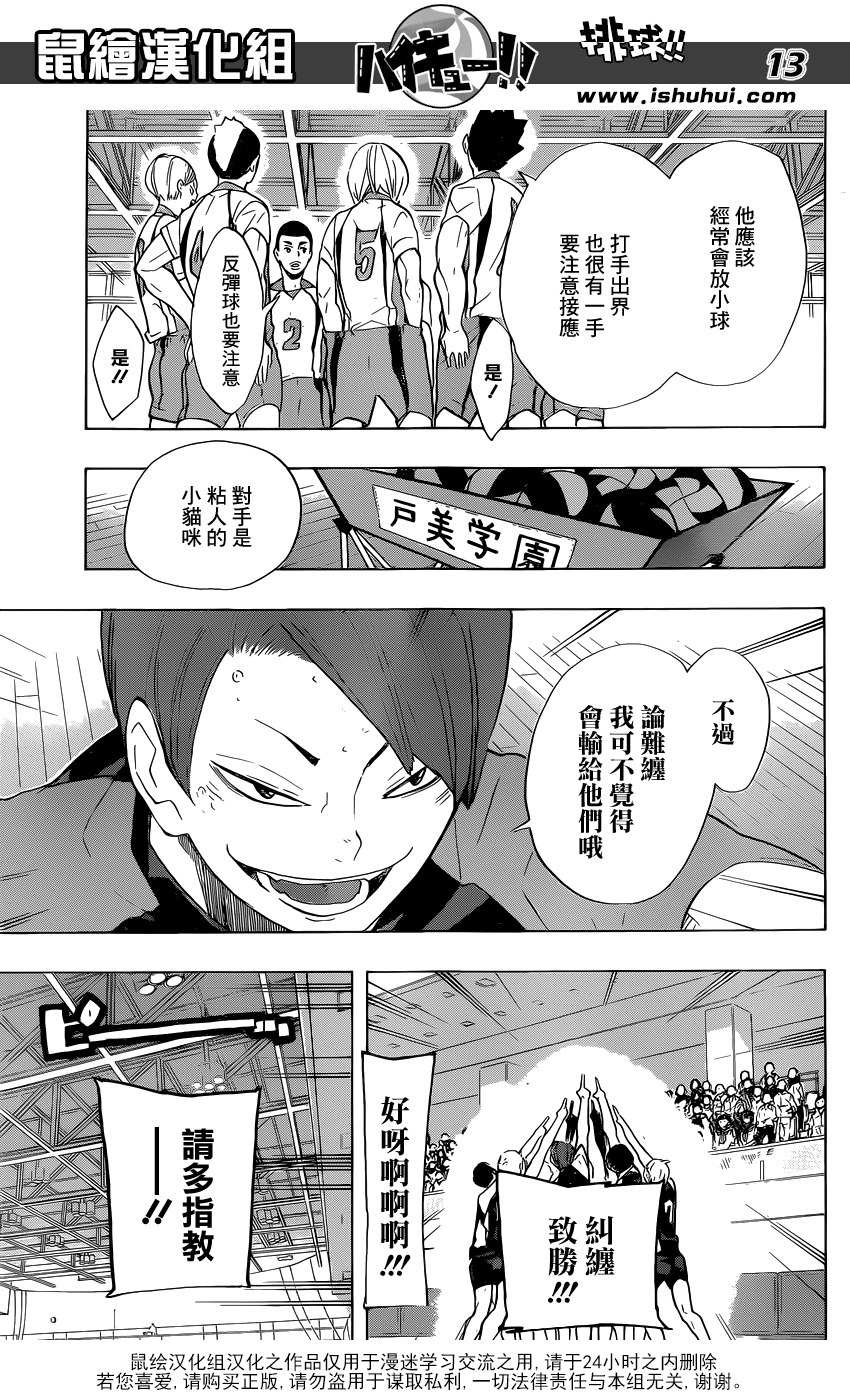 鼠繪漢化組
ハイキュー!!
排球!!
13
www.ishuhui.com
他應該
經常會放小球
打手出界
也很有一手
要注意接應
是!
反彈球也要注意
是!!
5
2
戸美学園
對手是
粘人的
小貓咪
不過
論難纏
我可不覺得
會輸給他們哦
糾纏
致勝!!!
好呀啊啊啊!!!
請多指教
——!!
鼠绘汉化组汉化之作品仅用于漫迷学习交流之用,请于24小时之内删除
若您喜爱,请购买正版,请勿盗用于谋取私利,一切法律责任与本组无关,谢谢。